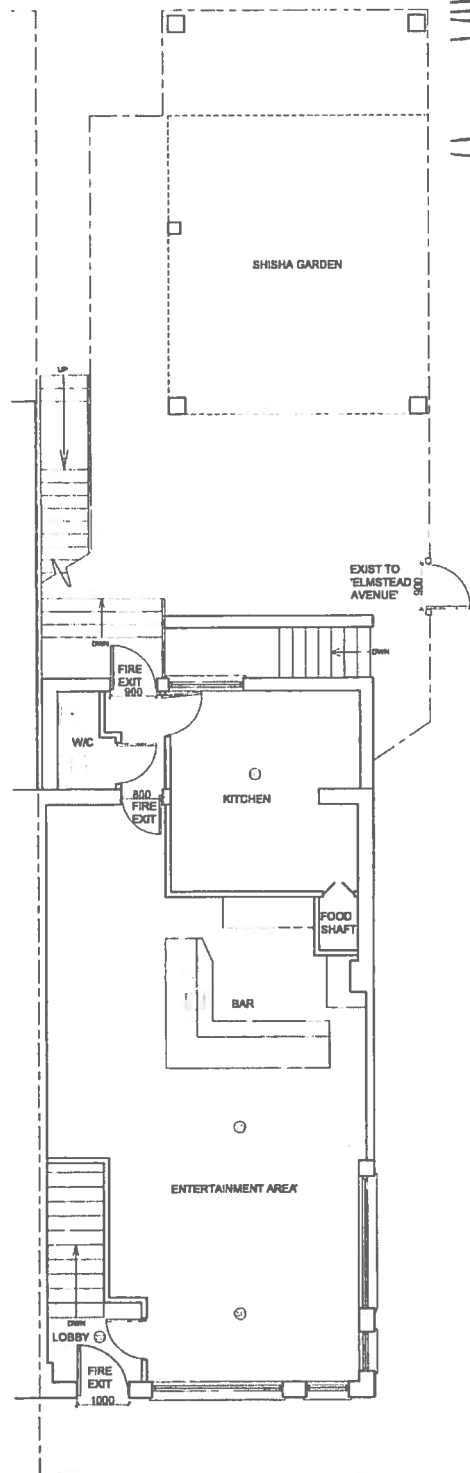 SHISHA GARDEN
UP
EXIST TO
'ELMSTEAD
AVENUE'
900
DWN
DWN
FIRE
EXIT
900
W/C
800
FIRE
EXIT
KITCHEN
FOOD
SHAFT
BAR
ENTERTAINMENT AREA
DWN
LOBBY
FIRE
EXIT
1000